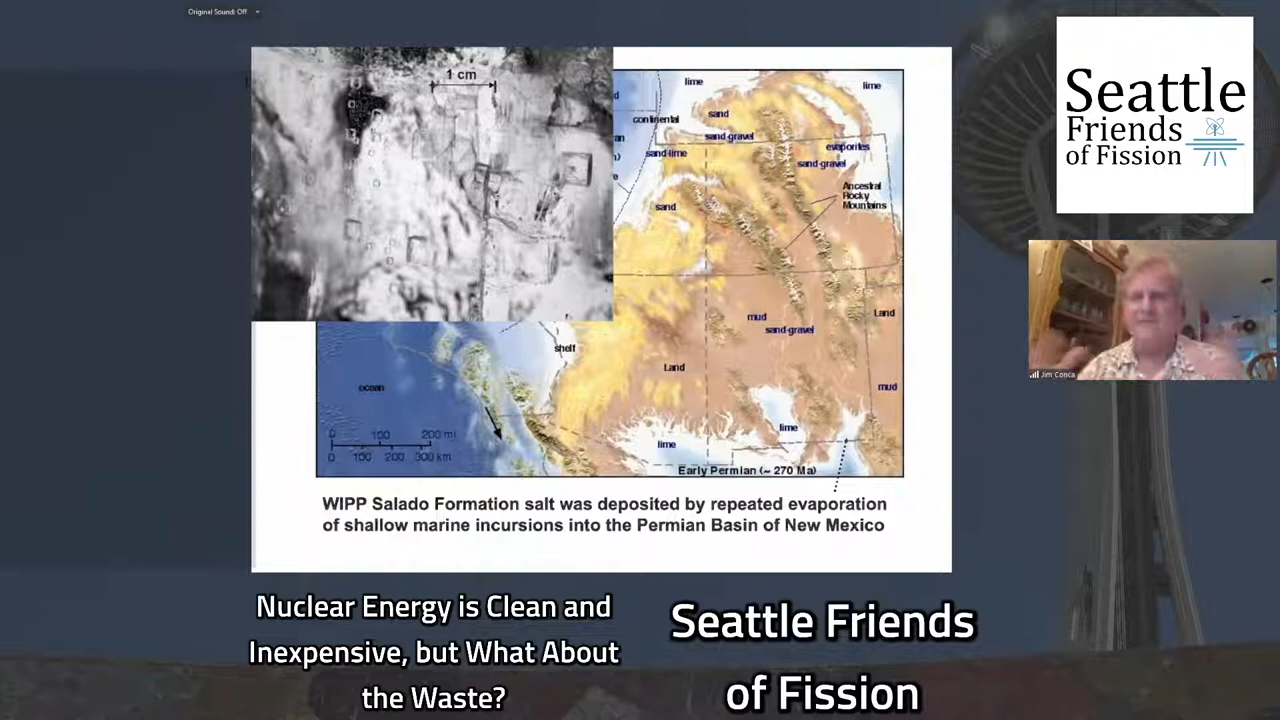 Original Sound: Off
1 cm
lime
lime
continental
sand
sand-gravel
sand-lime
evaporites
sand-gravel
Ancestral
Rocky
Mountains
sand
mud
sand-gravel
Land
shelf
Land
ocean
mud
0 100 200 mi
0 100 200 300 km
lime
lime
Early Permian (~ 270 Ma)
WIPP Salado Formation salt was deposited by repeated evaporation
of shallow marine incursions into the Permian Basin of New Mexico
Seattle
Friends
of Fission
Jim Conca
Nuclear Energy is Clean and
Inexpensive, but What About
the Waste?
Seattle Friends
of Fission